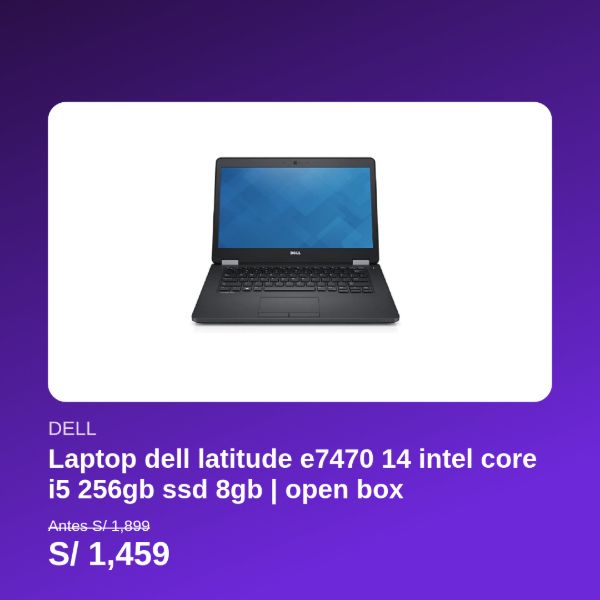 DELL
DELL
Laptop dell latitude e7470 14 intel core
i5 256gb ssd 8gb | open box
Antes S/ 1,899
S/ 1,459